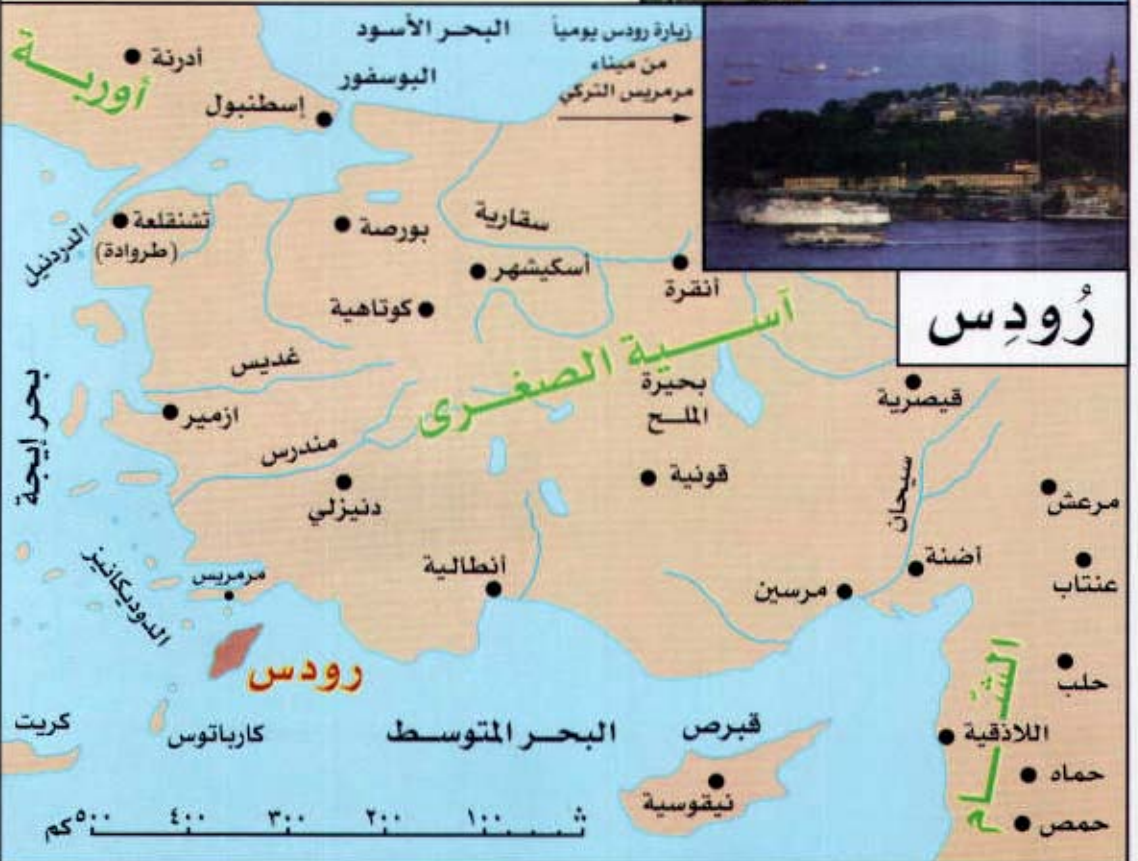 البحر الأسود
زيارة رودس يومياً
من ميناء
مرمريس التركي
أدرنة
أوربة
البوسفور
إسطنبول
تشنقلعة
(طروادة)
الدردنيل
بورصة
سقارية
أسكيشهر
أنقرة
رُودِس
كوتاهية
آسية الصغرى
غديس
بحيرة
الملح
قيصرية
بحر إيجة
ازمير
مندرس
دنيزلي
قونية
سيحان
مرعش
أنطالية
أضنة
عنتاب
مرسين
مرمريس
الدوديكانيز
رودس
الشام
حلب
كريت
كارباتوس
البحر المتوسط
قبرص
اللاذقية
نيقوسية
حماه
حمص
ث ١٠٠ ٢٠٠ ٣٠٠ ٤٠٠ ٥٠٠ كم